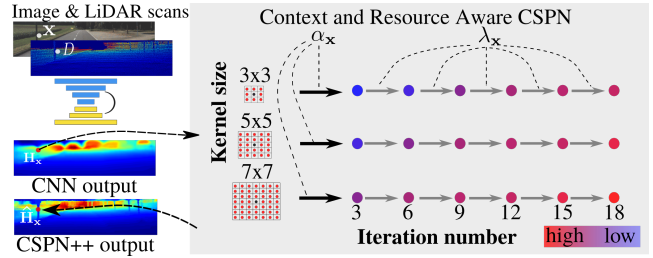 Image & LiDAR scans
X
D
H_x
CNN output
Ĥ_x
CSPN++ output
Context and Resource Aware CSPN
α_x
λ_x
Kernel size
3x3
5x5
7x7
3 6 9 12 15 18
Iteration number
high low